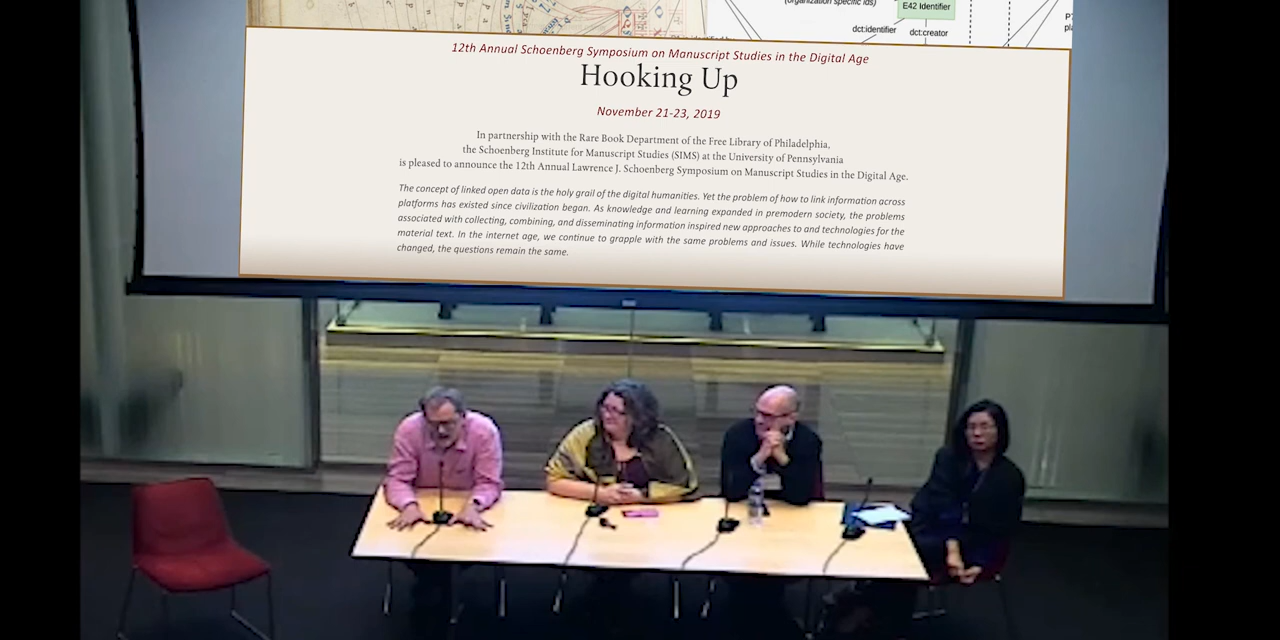 (organization specific ids)
E42 Identifier
dct:identifier
dct:creator
12th Annual Schoenberg Symposium on Manuscript Studies in the Digital Age
Hooking Up
November 21-23, 2019
In partnership with the Rare Book Department of the Free Library of Philadelphia,
the Schoenberg Institute for Manuscript Studies (SIMS) at the University of Pennsylvania
is pleased to announce the 12th Annual Lawrence J. Schoenberg Symposium on Manuscript Studies in the Digital Age.
The concept of linked open data is the holy grail of the digital humanities. Yet the problem of how to link information across
platforms has existed since civilization began. As knowledge and learning expanded in premodern society, the problems
associated with collecting, combining, and disseminating information inspired new approaches to and technologies for the
material text. In the internet age, we continue to grapple with the same problems and issues. While technologies have
changed, the questions remain the same.